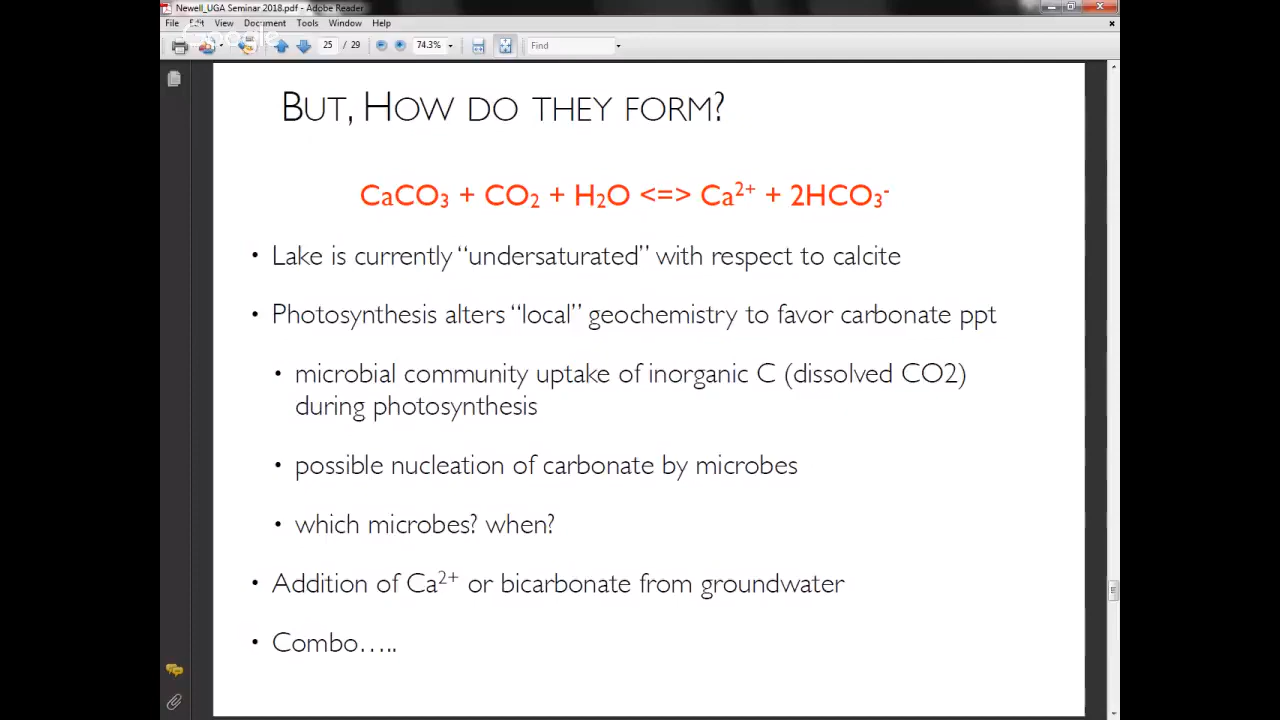 Newell_UGA Seminar 2018.pdf - Adobe Reader
File Edit View Document Tools Window Help
Google
25 / 29 74.3% Find
BUT, HOW DO THEY FORM?
CaCO₃ + CO₂ + H₂O <=> Ca²⁺ + 2HCO₃⁻
• Lake is currently “undersaturated” with respect to calcite
• Photosynthesis alters “local” geochemistry to favor carbonate ppt
• microbial community uptake of inorganic C (dissolved CO2)
during photosynthesis
• possible nucleation of carbonate by microbes
• which microbes? when?
• Addition of Ca²⁺ or bicarbonate from groundwater
• Combo…..